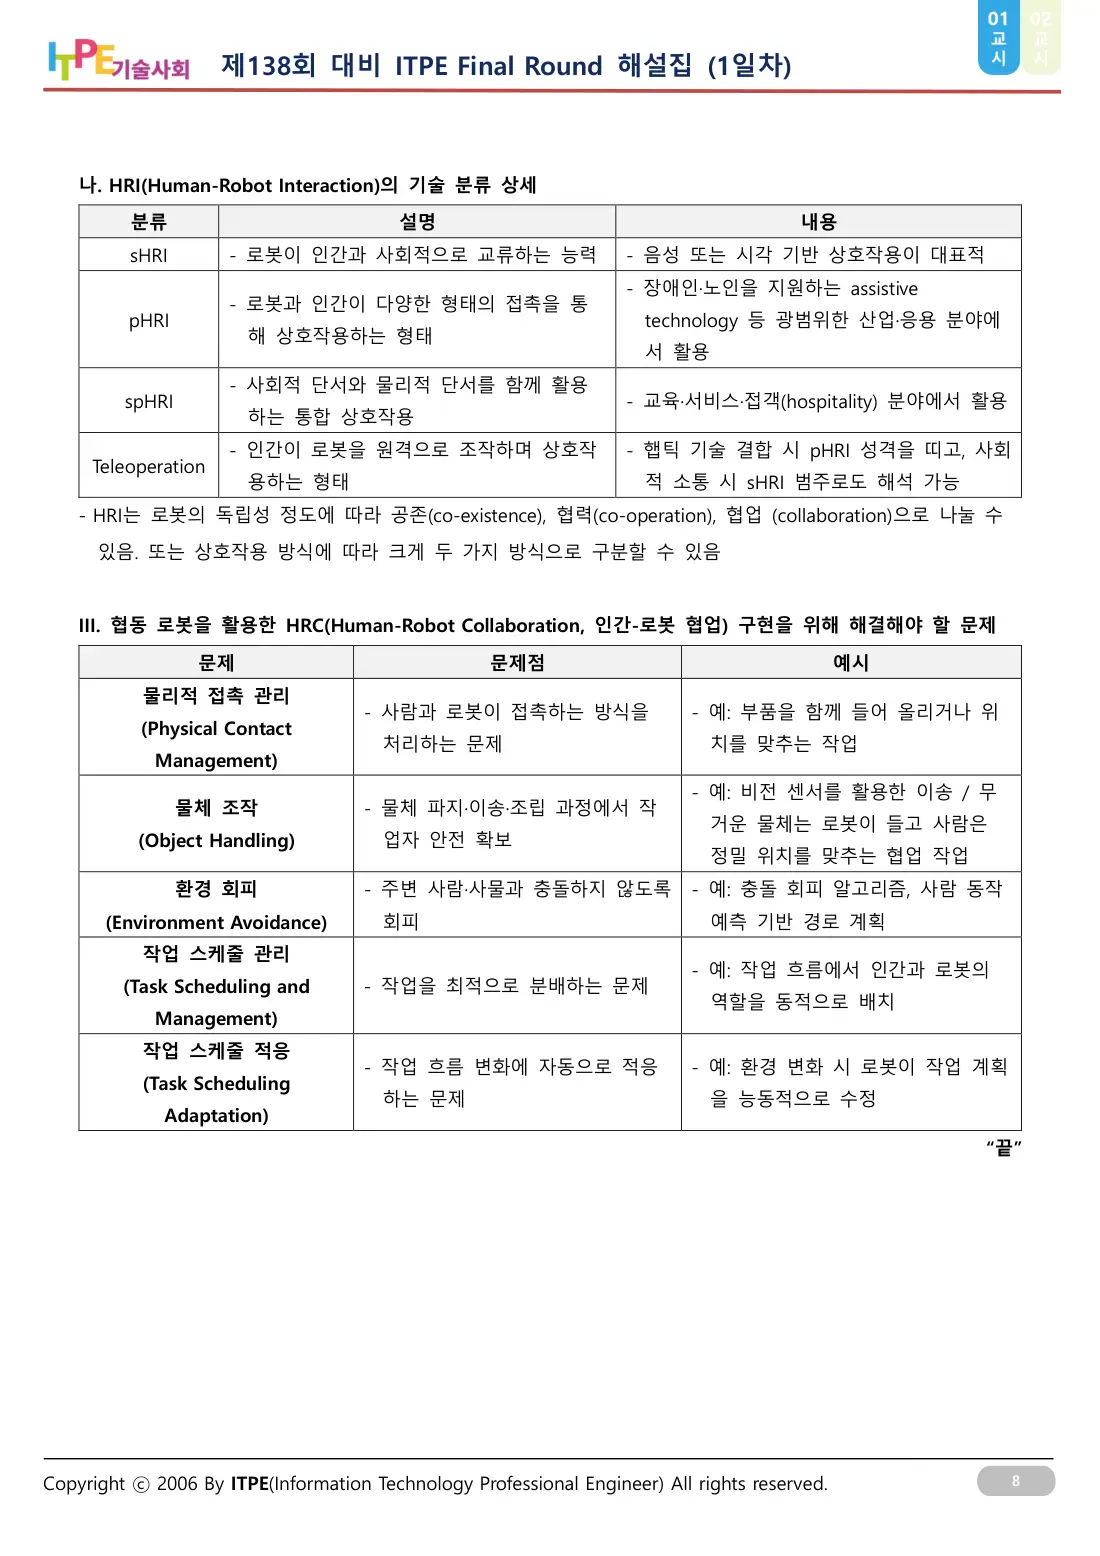 ITPE기술사회 제138회 대비 ITPE Final Round 해설집 (1일차)
01
교
시
02
교
시
나. HRI(Human-Robot Interaction)의 기술 분류 상세
분류 설명 내용
sHRI - 로봇이 인간과 사회적으로 교류하는 능력 - 음성 또는 시각 기반 상호작용이 대표적
pHRI
- 로봇과 인간이 다양한 형태의 접촉을 통
해 상호작용하는 형태
- 장애인·노인을 지원하는 assistive
technology 등 광범위한 산업·응용 분야에
서 활용
spHRI
- 사회적 단서와 물리적 단서를 함께 활용
하는 통합 상호작용
- 교육·서비스·접객(hospitality) 분야에서 활용
Teleoperation
- 인간이 로봇을 원격으로 조작하며 상호작
용하는 형태
- 햅틱 기술 결합 시 pHRI 성격을 띠고, 사회
적 소통 시 sHRI 범주로도 해석 가능
- HRI는 로봇의 독립성 정도에 따라 공존(co-existence), 협력(co-operation), 협업 (collaboration)으로 나눌 수
있음. 또는 상호작용 방식에 따라 크게 두 가지 방식으로 구분할 수 있음
III. 협동 로봇을 활용한 HRC(Human-Robot Collaboration, 인간-로봇 협업) 구현을 위해 해결해야 할 문제
문제 문제점 예시
물리적 접촉 관리
(Physical Contact
Management)
- 사람과 로봇이 접촉하는 방식을
처리하는 문제
- 예: 부품을 함께 들어 올리거나 위
치를 맞추는 작업
물체 조작
(Object Handling)
- 물체 파지·이송·조립 과정에서 작
업자 안전 확보
- 예: 비전 센서를 활용한 이송 / 무
거운 물체는 로봇이 들고 사람은
정밀 위치를 맞추는 협업 작업
환경 회피
(Environment Avoidance)
- 주변 사람·사물과 충돌하지 않도록
회피
- 예: 충돌 회피 알고리즘, 사람 동작
예측 기반 경로 계획
작업 스케줄 관리
(Task Scheduling and
Management)
- 작업을 최적으로 분배하는 문제
- 예: 작업 흐름에서 인간과 로봇의
역할을 동적으로 배치
작업 스케줄 적응
(Task Scheduling
Adaptation)
- 작업 흐름 변화에 자동으로 적응
하는 문제
- 예: 환경 변화 시 로봇이 작업 계획
을 능동적으로 수정
“끝”
Copyright ⓒ 2006 By ITPE(Information Technology Professional Engineer) All rights reserved.
8